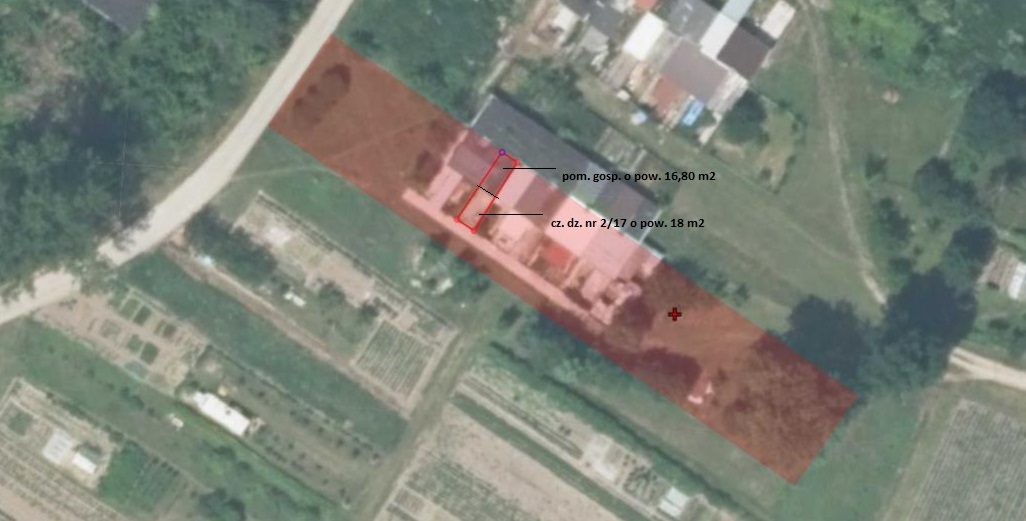 pom. gosp. o pow. 16,80 m2
cz. dz. nr 2/17 o pow. 18 m2